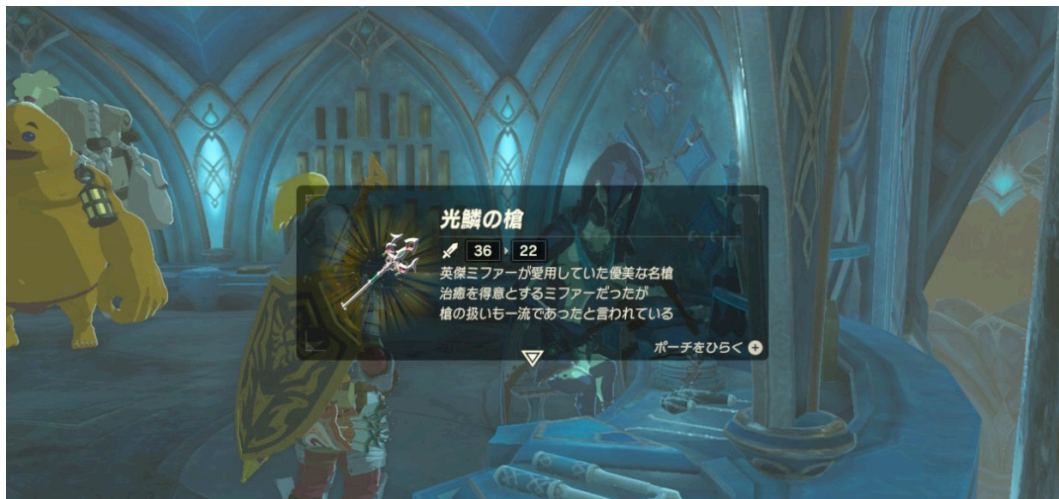 光鱗の槍
36 22
英傑ミファーが愛用していた優美な名槍
治癒を得意とするミファーだったが
槍の扱いも一流であったと言われている
ポーチをひらく